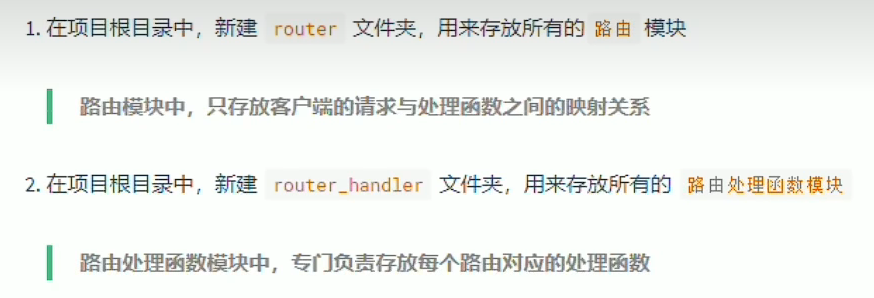 1. 在项目根目录中，新建 router 文件夹，用来存放所有的 路由 模块
路由模块中，只存放客户端的请求与处理函数之间的映射关系
2. 在项目根目录中，新建 router_handler 文件夹，用来存放所有的 路由处理函数模块
路由处理函数模块中，专门负责存放每个路由对应的处理函数